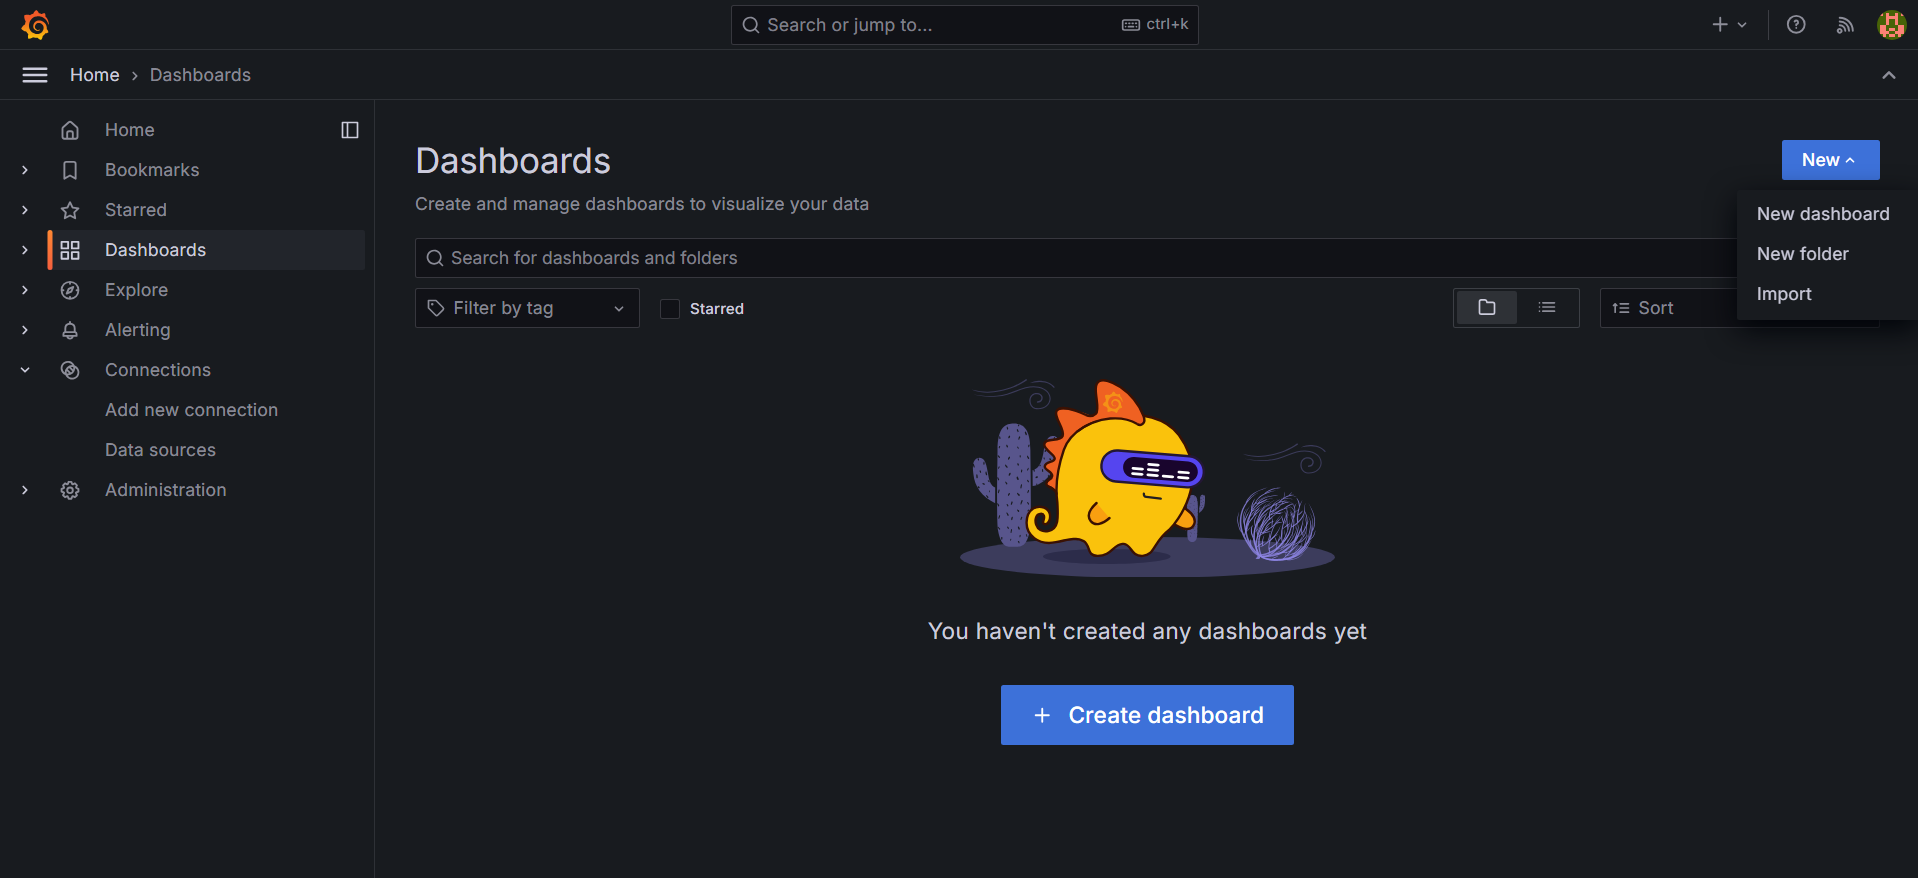 Search or jump to...
ctrl+k
Home
Dashboards
Home
Bookmarks
Starred
Dashboards
Explore
Alerting
Connections
Add new connection
Data sources
Administration
Dashboards
Create and manage dashboards to visualize your data
New
New dashboard
New folder
Import
Search for dashboards and folders
Filter by tag
Starred
Sort
You haven't created any dashboards yet
Create dashboard